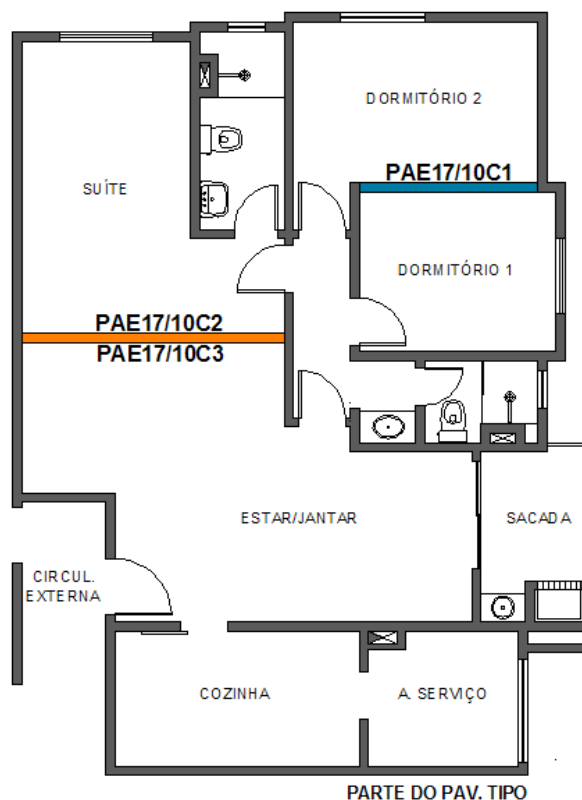 DORMITÓRIO 2
PAE17/10C1
SUÍTE
DORMITÓRIO 1
PAE17/10C2
PAE17/10C3
ESTAR/JANTAR
SACADA
CIRCUL.
EXTERNA
COZINHA
A. SERVIÇO
PARTE DO PAV. TIPO